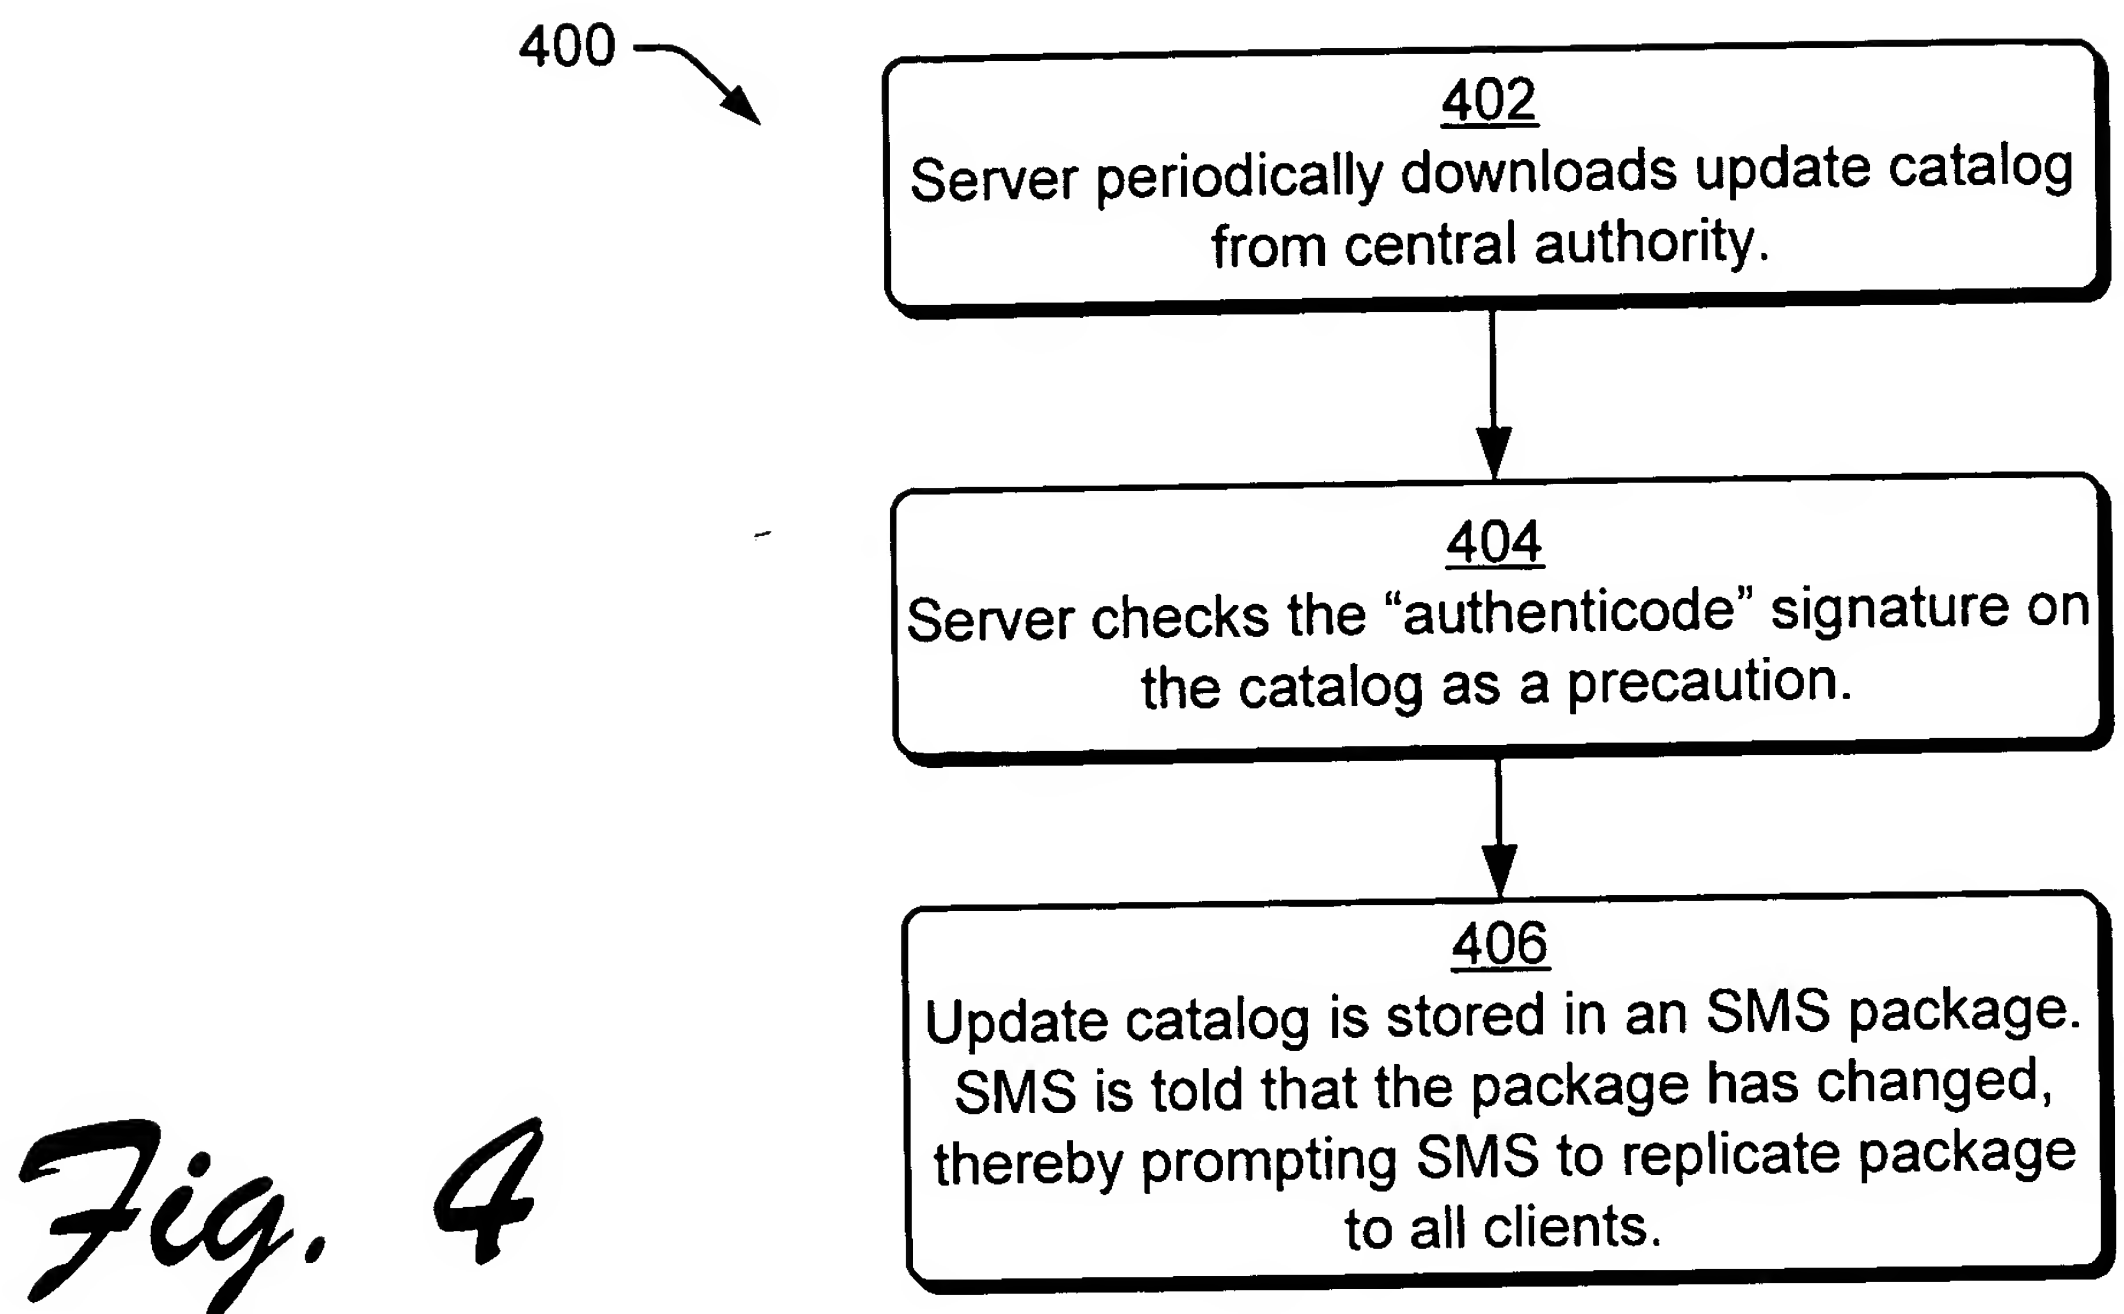 400
402
Server periodically downloads update catalog
from central authority.
404
Server checks the “authenticode” signature on
the catalog as a precaution.
406
Update catalog is stored in an SMS package.
SMS is told that the package has changed,
thereby prompting SMS to replicate package
to all clients.
Fig. 4